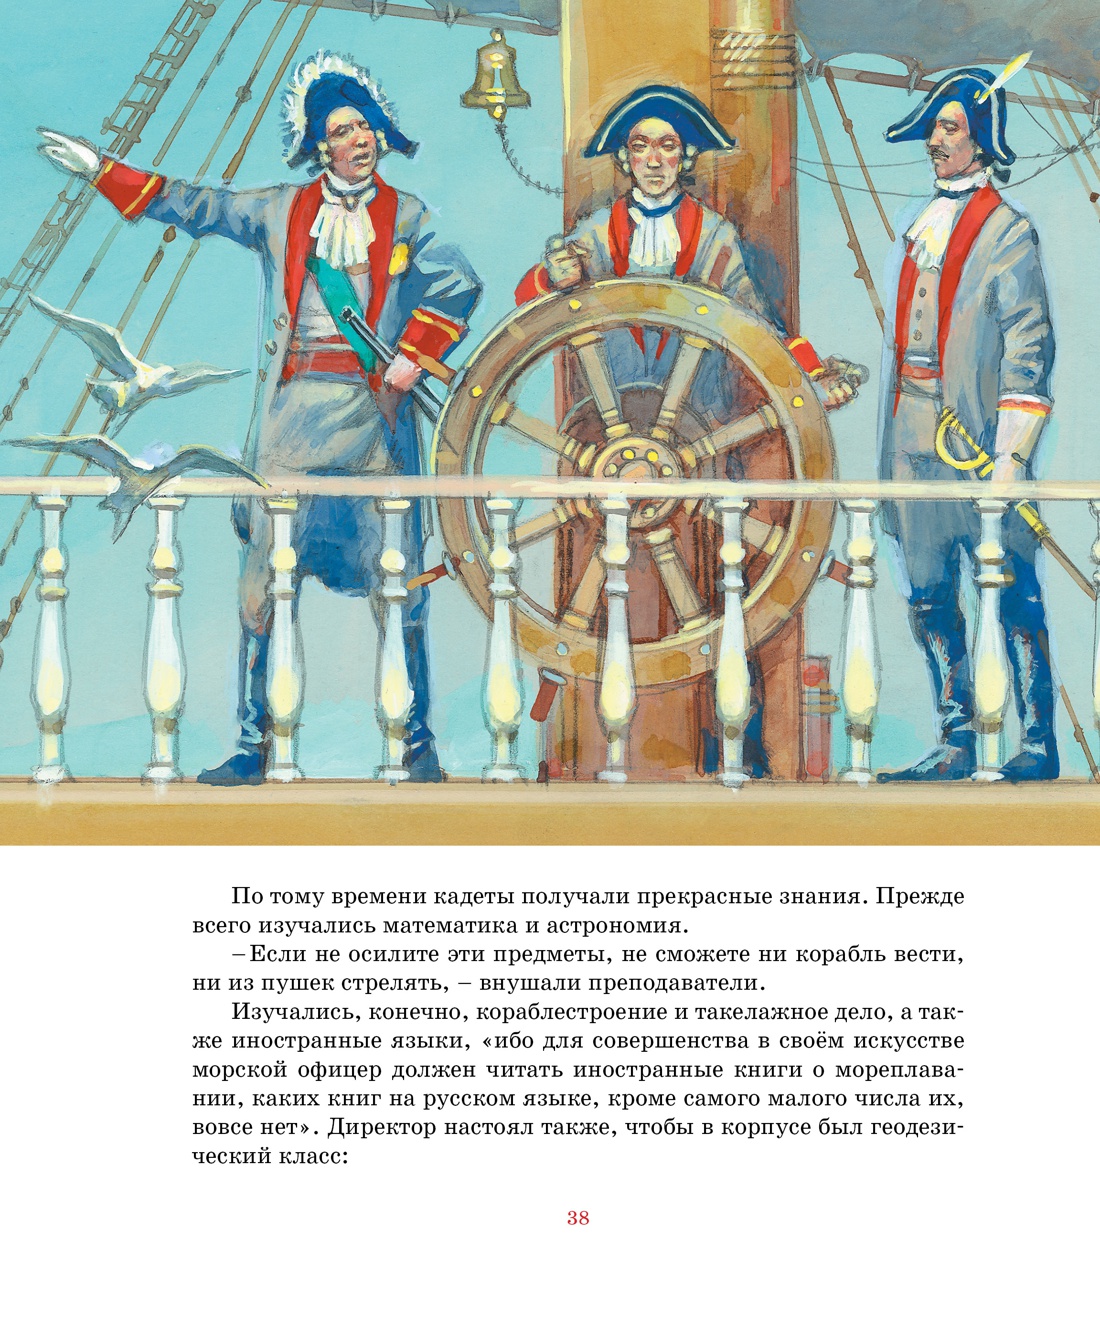 По тому времени кадеты получали прекрасные знания. Прежде
всего изучались математика и астрономия.
– Если не осилите эти предметы, не сможете ни корабль вести,
ни из пушек стрелять, – внушали преподаватели.
Изучались, конечно, кораблестроение и такелажное дело, а так-
же иностранные языки, «ибо для совершенства в своём искусстве
морской офицер должен читать иностранные книги о мореплава-
нии, каких книг на русском языке, кроме самого малого числа их,
вовсе нет». Директор настоял также, чтобы в корпусе был геодези-
ческий класс:
38